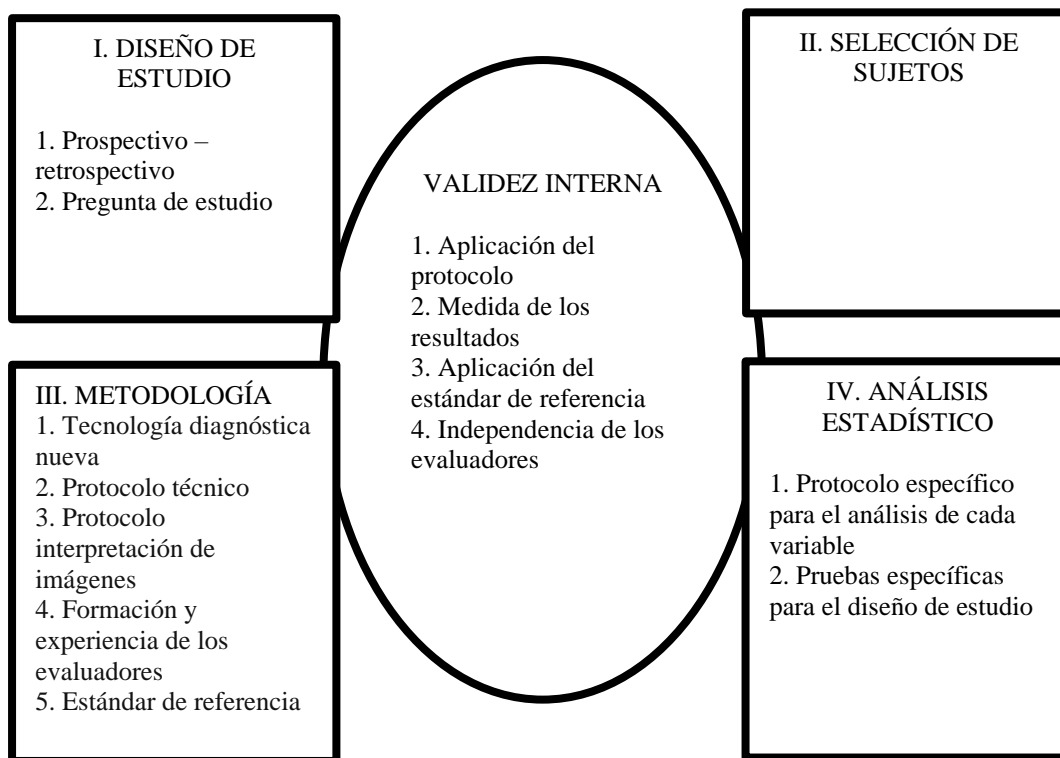 I. DISEÑO DE
ESTUDIO
1. Prospectivo –
retrospectivo
2. Pregunta de estudio
II. SELECCIÓN DE
SUJETOS
VALIDEZ INTERNA
1. Aplicación del
protocolo
2. Medida de los
resultados
3. Aplicación del
estándar de referencia
4. Independencia de los
evaluadores
III. METODOLOGÍA
1. Tecnología diagnóstica
nueva
2. Protocolo técnico
3. Protocolo
interpretación de
imágenes
4. Formación y
experiencia de los
evaluadores
5. Estándar de referencia
IV. ANÁLISIS
ESTADÍSTICO
1. Protocolo específico
para el análisis de cada
variable
2. Pruebas específicas
para el diseño de estudio